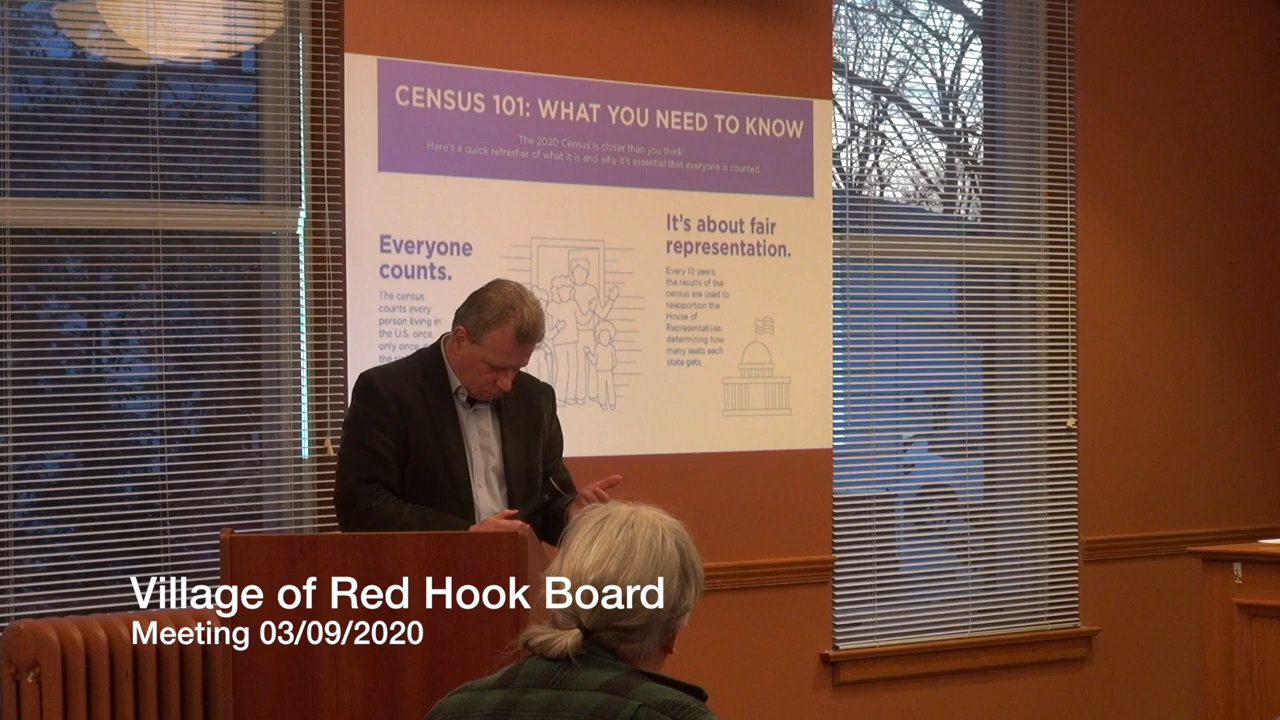 CENSUS 101: WHAT YOU NEED TO KNOW
The 2020 Census is closer than you think!
Here's a quick refresher of what it is and why it's essential that everyone is counted.
Everyone
counts.
The census
counts every
person living in
the U.S. once,
only once,
the
It's about fair
representation.
Every 10 years,
the results of the
census are used to
reapportion the
House of
Representatives,
determining how
many seats each
state gets.
Village of Red Hook Board
Meeting 03/09/2020